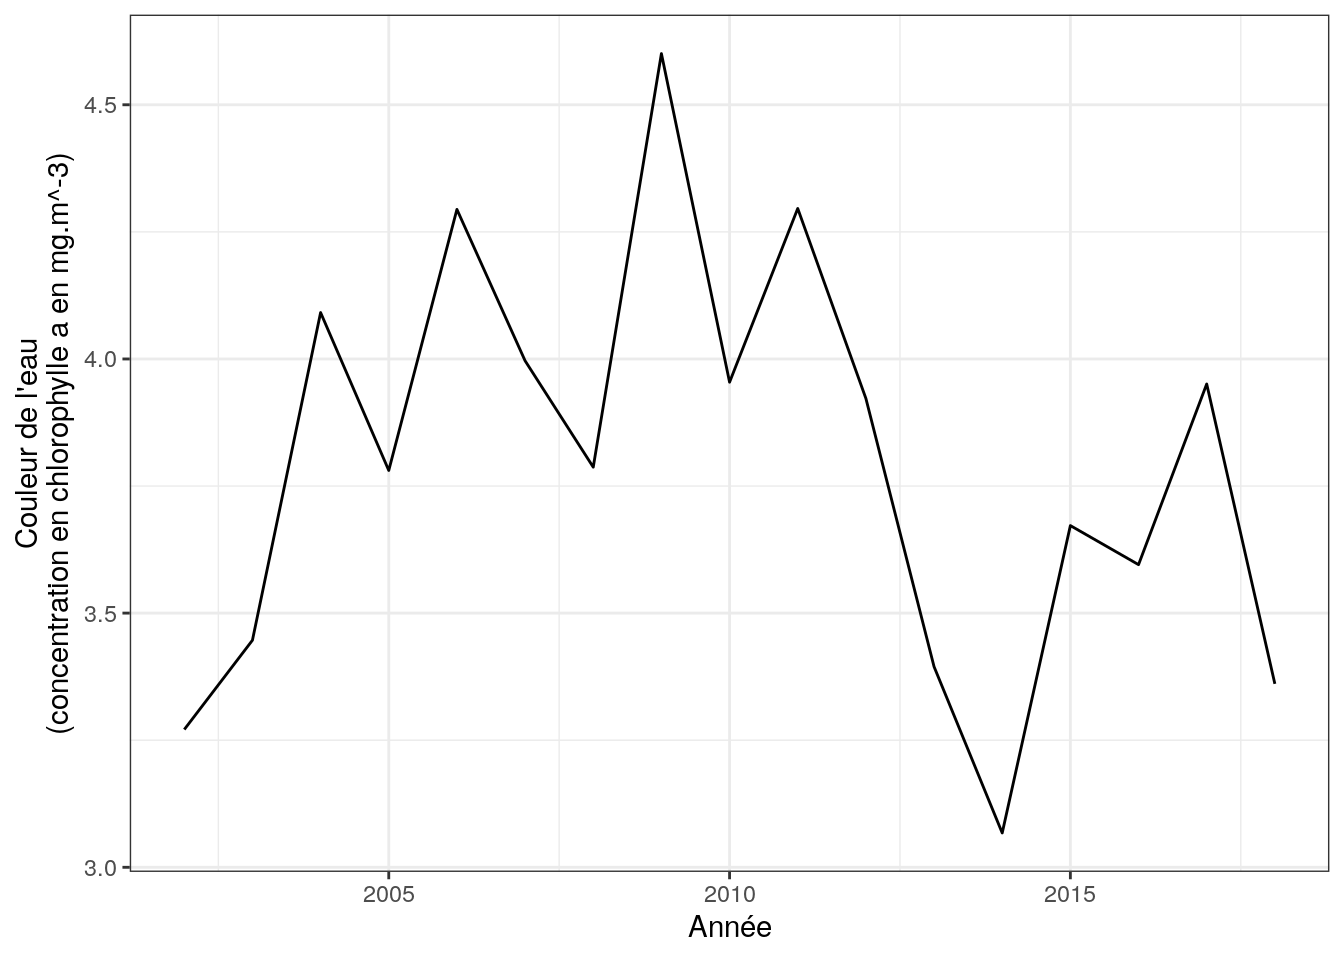 Couleur de l'eau
(concentration en chlorophylle a en mg.m^-3)
4.5
4.0
3.5
3.0
2005
2010
2015
Année